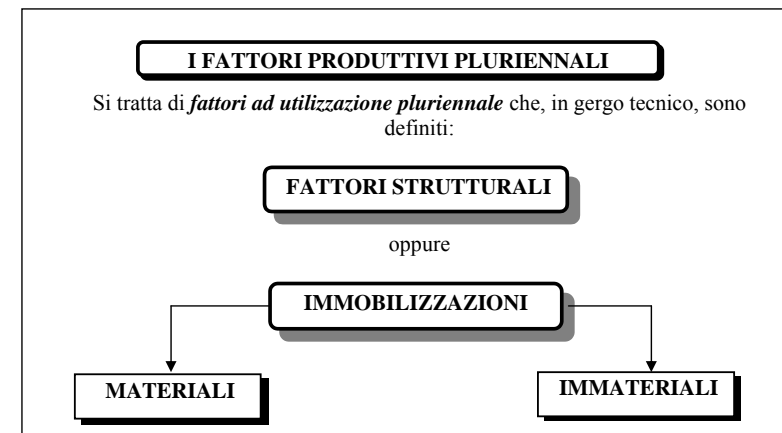 I FATTORI PRODUTTIVI PLURIENNALI
Si tratta di fattori ad utilizzazione pluriennale che, in gergo tecnico, sono
definiti:
FATTORI STRUTTURALI
oppure
IMMOBILIZZAZIONI
MATERIALI
IMMATERIALI